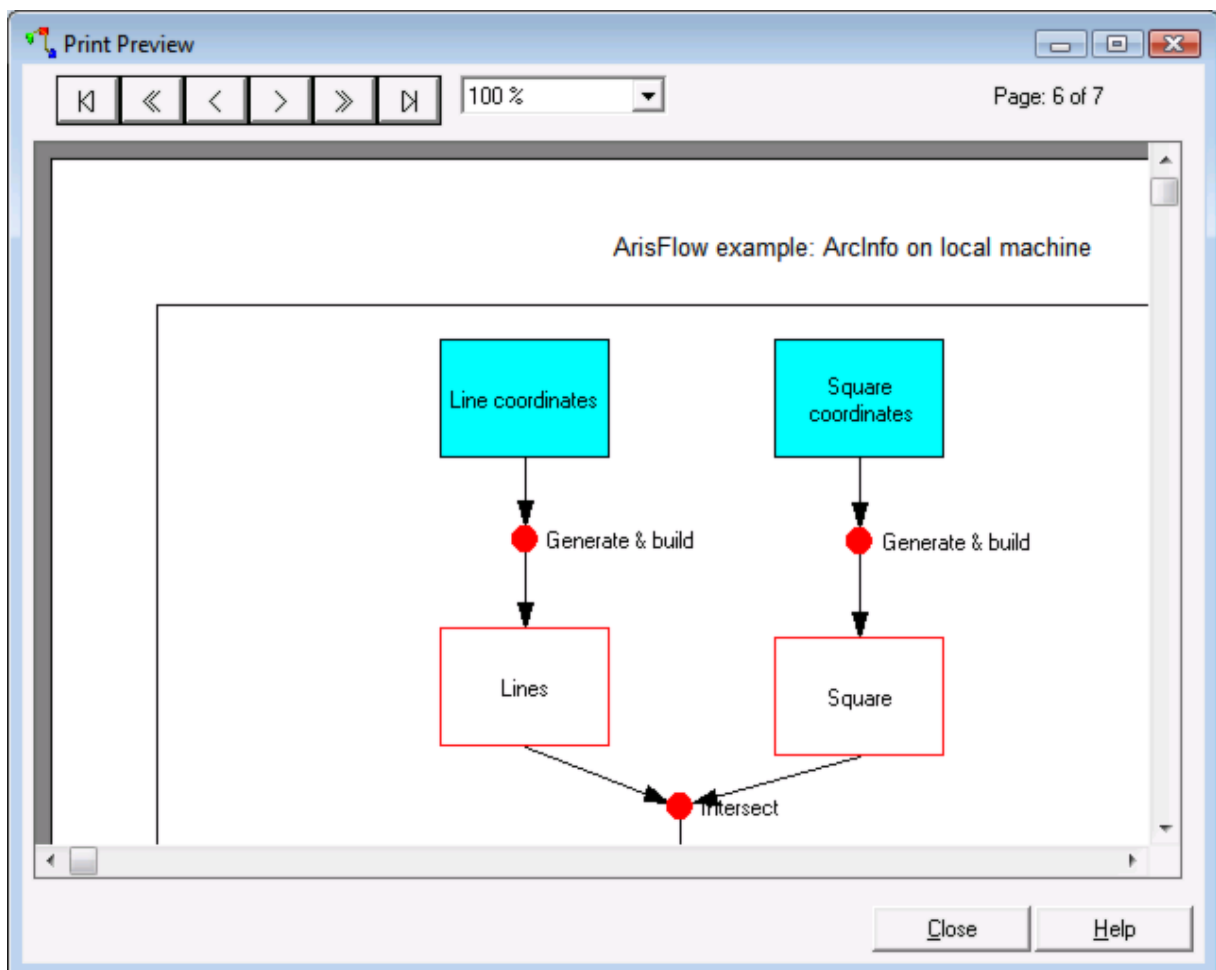 Print Preview
100 %
Page: 6 of 7
ArisFlow example: ArcInfo on local machine
Line coordinates
Square
coordinates
Generate & build
Generate & build
Lines
Square
Intersect
Close
Help